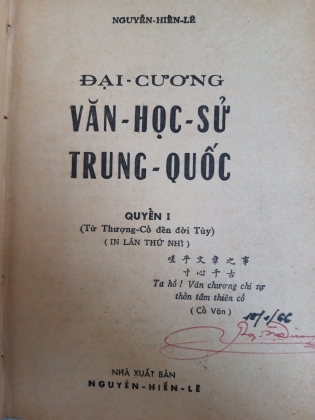 NGUYỄN-HIẾN-LÊ
ĐẠI-CƯƠNG
VĂN-HỌC-SỬ
TRUNG-QUỐC
QUYỂN I
(Từ Thượng-Cổ đến đời Tùy)
( IN LẦN THỨ NHÌ )
嗟乎文章之事
寸心千古
Ta hồ! Văn chương chi sự
thốn tâm thiên cổ
( Cổ Văn )
NHÀ XUẤT BẢN
NGUYỄN-HIẾN-LÊ